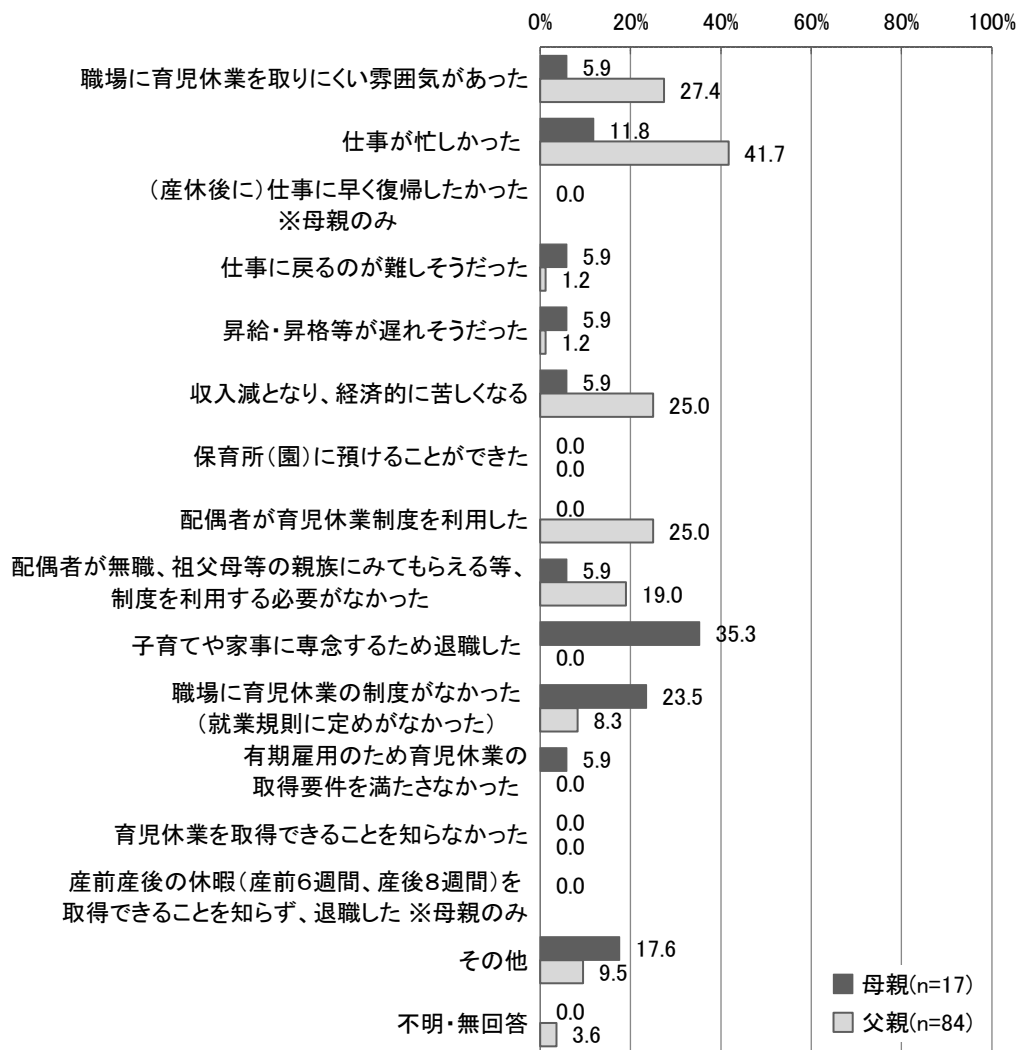 0% 20% 40% 60% 80% 100%
職場に育児休業を取りにくい雰囲気があった
5.9
27.4
仕事が忙しかった
11.8
41.7
（産休後に）仕事に早く復帰したかった
※母親のみ
0.0
仕事に戻るのが難しそうだった
5.9
1.2
昇給・昇格等が遅れそうだった
5.9
1.2
収入減となり、経済的に苦しくなる
5.9
25.0
保育所（園）に預けることができた
0.0
0.0
配偶者が育児休業制度を利用した
0.0
25.0
配偶者が無職、祖父母等の親族にみてもらえる等、
制度を利用する必要がなかった
5.9
19.0
子育てや家事に専念するため退職した
35.3
0.0
職場に育児休業の制度がなかった
（就業規則に定めがなかった）
23.5
8.3
有期雇用のため育児休業の
取得要件を満たさなかった
5.9
0.0
育児休業を取得できることを知らなかった
0.0
0.0
産前産後の休暇（産前６週間、産後８週間）を
取得できることを知らず、退職した ※母親のみ
0.0
その他
17.6
9.5
不明・無回答
0.0
3.6
母親(n=17)
父親(n=84)